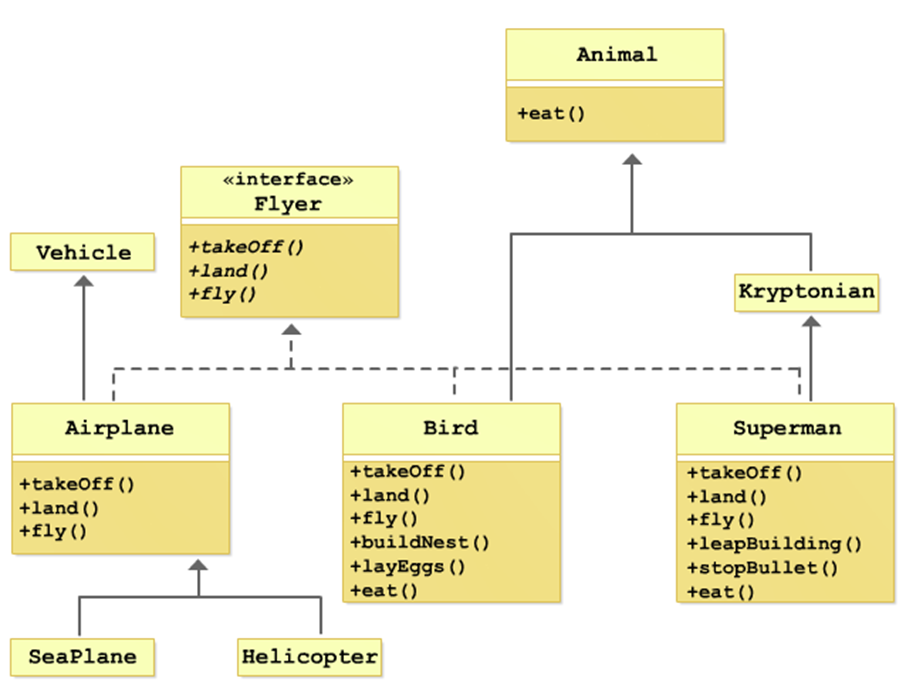 Animal
+eat()
«interface»
Flyer
+takeOff()
+land()
+fly()
Vehicle
Kryptonian
Airplane
+takeOff()
+land()
+fly()
Bird
+takeOff()
+land()
+fly()
+buildNest()
+layEggs()
+eat()
Superman
+takeOff()
+land()
+fly()
+leapBuilding()
+stopBullet()
+eat()
SeaPlane
Helicopter